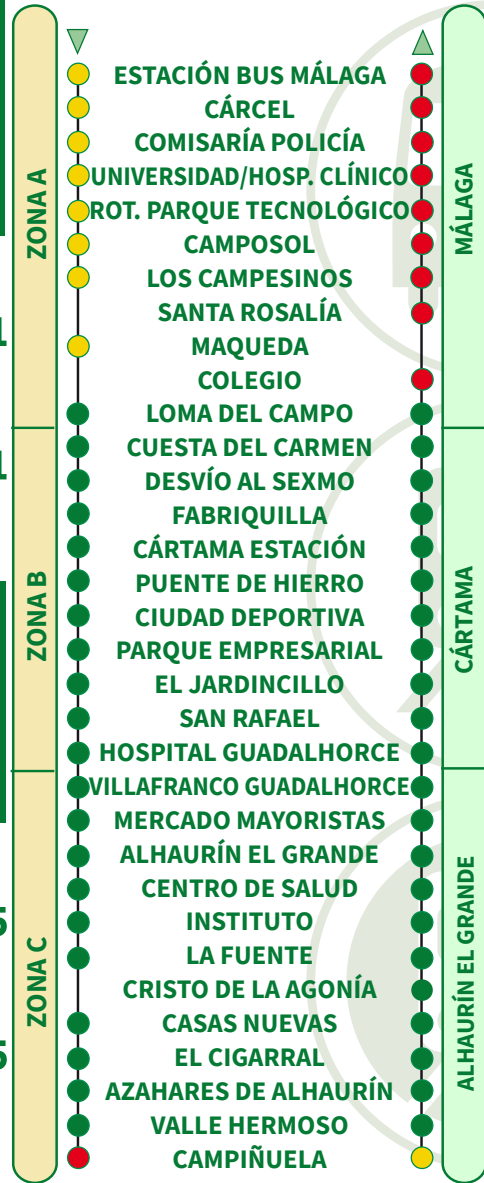 ESTACIÓN BUS MÁLAGA
CÁRCEL
COMISARÍA POLICÍA
UNIVERSIDAD/HOSP. CLÍNICO
ROT. PARQUE TECNOLÓGICO
CAMPOSOL
LOS CAMPESINOS
SANTA ROSALÍA
MAQUEDA
COLEGIO
LOMA DEL CAMPO
CUESTA DEL CARMEN
DESVÍO AL SEXMO
FABRIQUILLA
CÁRTAMA ESTACIÓN
PUENTE DE HIERRO
CIUDAD DEPORTIVA
PARQUE EMPRESARIAL
EL JARDINCILLO
SAN RAFAEL
HOSPITAL GUADALHORCE
VILLAFRANCO GUADALHORCE
MERCADO MAYORISTAS
ALHAURÍN EL GRANDE
CENTRO DE SALUD
INSTITUTO
LA FUENTE
CRISTO DE LA AGONÍA
CASAS NUEVAS
EL CIGARRAL
AZAHARES DE ALHAURÍN
VALLE HERMOSO
CAMPIÑUELA
ZONA A
ZONA B
ZONA C
MÁLAGA
CÁRTAMA
ALHAURÍN EL GRANDE